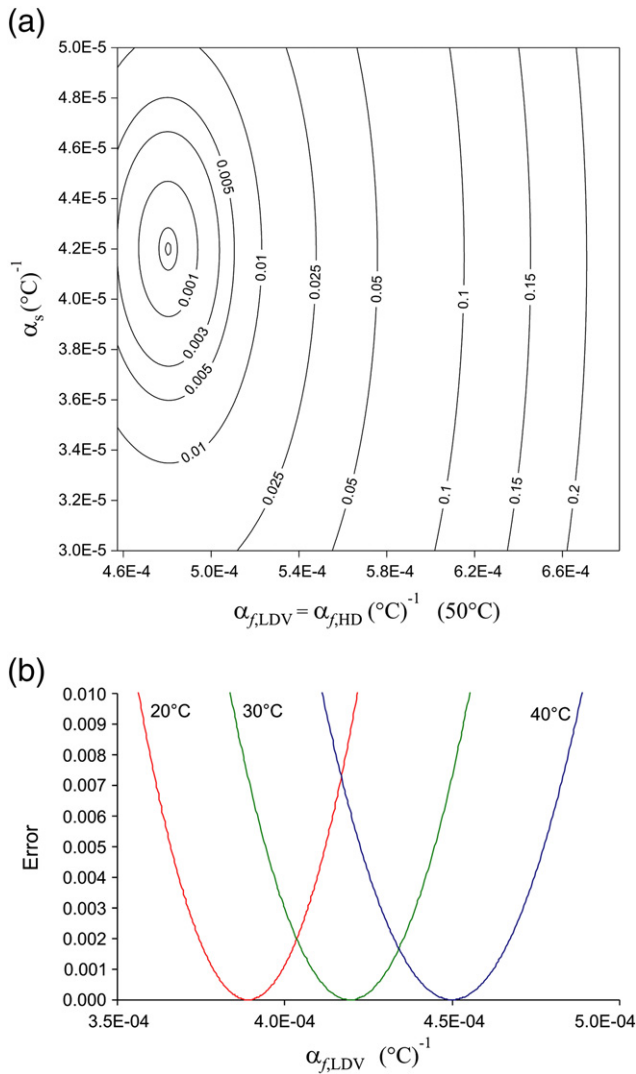 (a)
5.0E-5
4.8E-5
4.6E-5
4.4E-5
4.2E-5
4.0E-5
3.8E-5
3.6E-5
3.4E-5
3.2E-5
3.0E-5
αs (°C)-1
0.005
0.01
0.025
0.05
0.1
0.15
0.001
0.003
0.005
0.01
0.025
0.05
0.1
0.15
0.2
4.6E-4 5.0E-4 5.4E-4 5.8E-4 6.2E-4 6.6E-4
αf,LDV = αf,HD (°C)-1 (50°C)
(b)
0.010
0.009
0.008
0.007
0.006
0.005
0.004
0.003
0.002
0.001
0.000
Error
20°C 30°C 40°C
3.5E-04 4.0E-04 4.5E-04 5.0E-04
αf,LDV (°C)-1